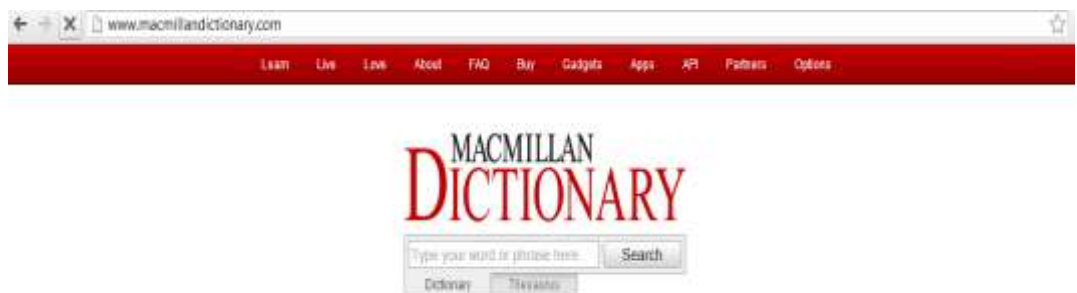 www.macmillandictionary.com
Learn Live Love About FAQ Buy Gadgets Apps API Partners Options
MACMILLAN
DICTIONARY
Type your word or phrase here Search
Dictionary Thesaurus